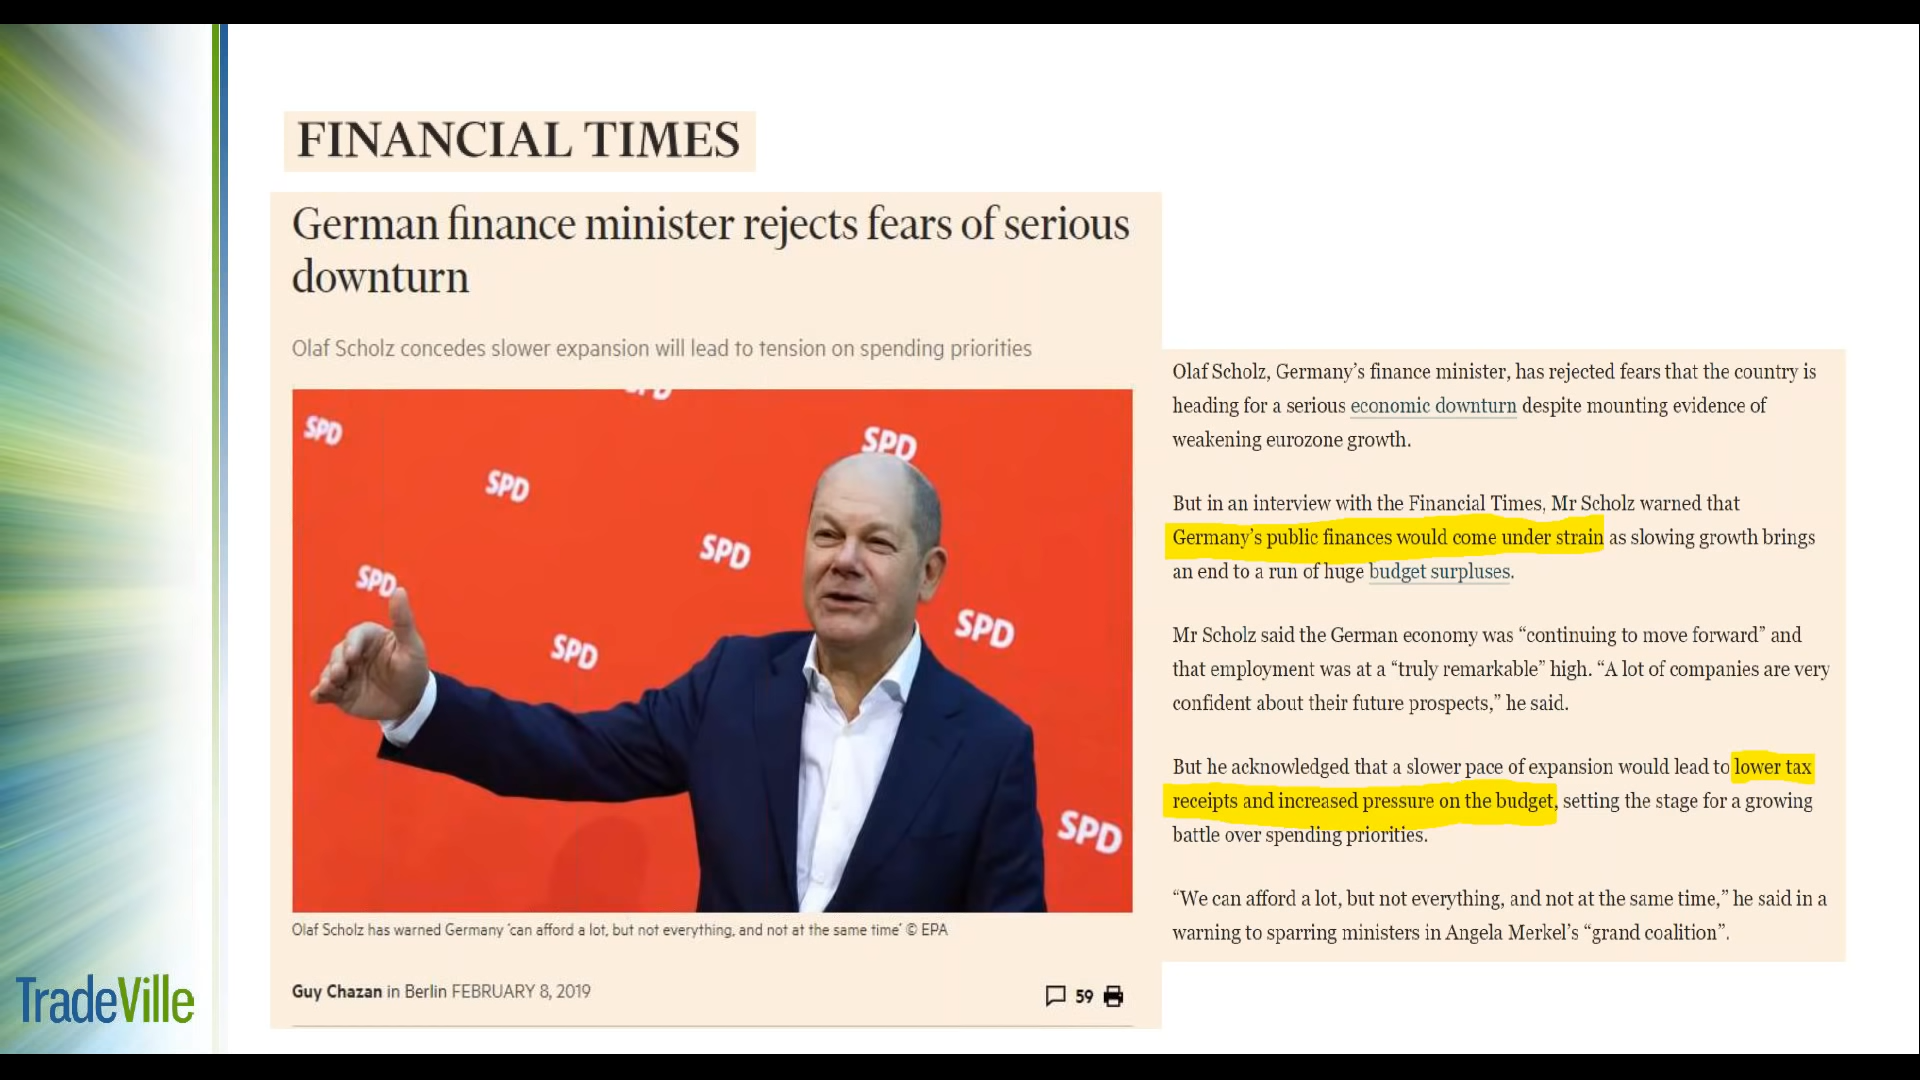 FINANCIAL TIMES
German finance minister rejects fears of serious
downturn
Olaf Scholz concedes slower expansion will lead to tension on spending priorities
SPD
SPD
SPD
SPD
SPD
SPD
SPD
SPD
SPD
Olaf Scholz has warned Germany ‘can afford a lot, but not everything, and not at the same time’ © EPA
Guy Chazan in Berlin FEBRUARY 8, 2019
59
Olaf Scholz, Germany’s finance minister, has rejected fears that the country is
heading for a serious economic downturn despite mounting evidence of
weakening eurozone growth.
But in an interview with the Financial Times, Mr Scholz warned that
Germany’s public finances would come under strain as slowing growth brings
an end to a run of huge budget surpluses.
Mr Scholz said the German economy was “continuing to move forward” and
that employment was at a “truly remarkable” high. “A lot of companies are very
confident about their future prospects,” he said.
But he acknowledged that a slower pace of expansion would lead to lower tax
receipts and increased pressure on the budget, setting the stage for a growing
battle over spending priorities.
“We can afford a lot, but not everything, and not at the same time,” he said in a
warning to sparring ministers in Angela Merkel’s “grand coalition”.
TradeVille